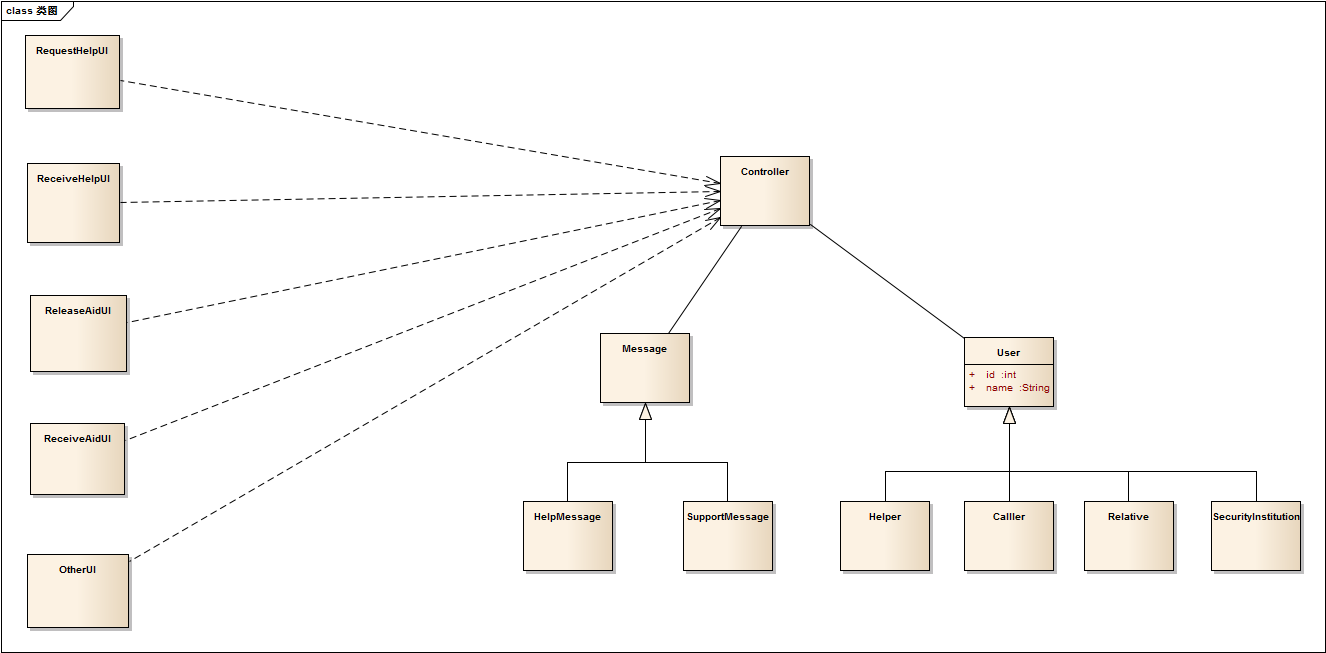 class 类图
RequestHelpUI
ReceiveHelpUI
ReleaseAidUI
ReceiveAidUI
OtherUI
Controller
Message
User
+ id :int
+ name :String
HelpMessage
SupportMessage
Helper
Calller
Relative
SecurityInstitution